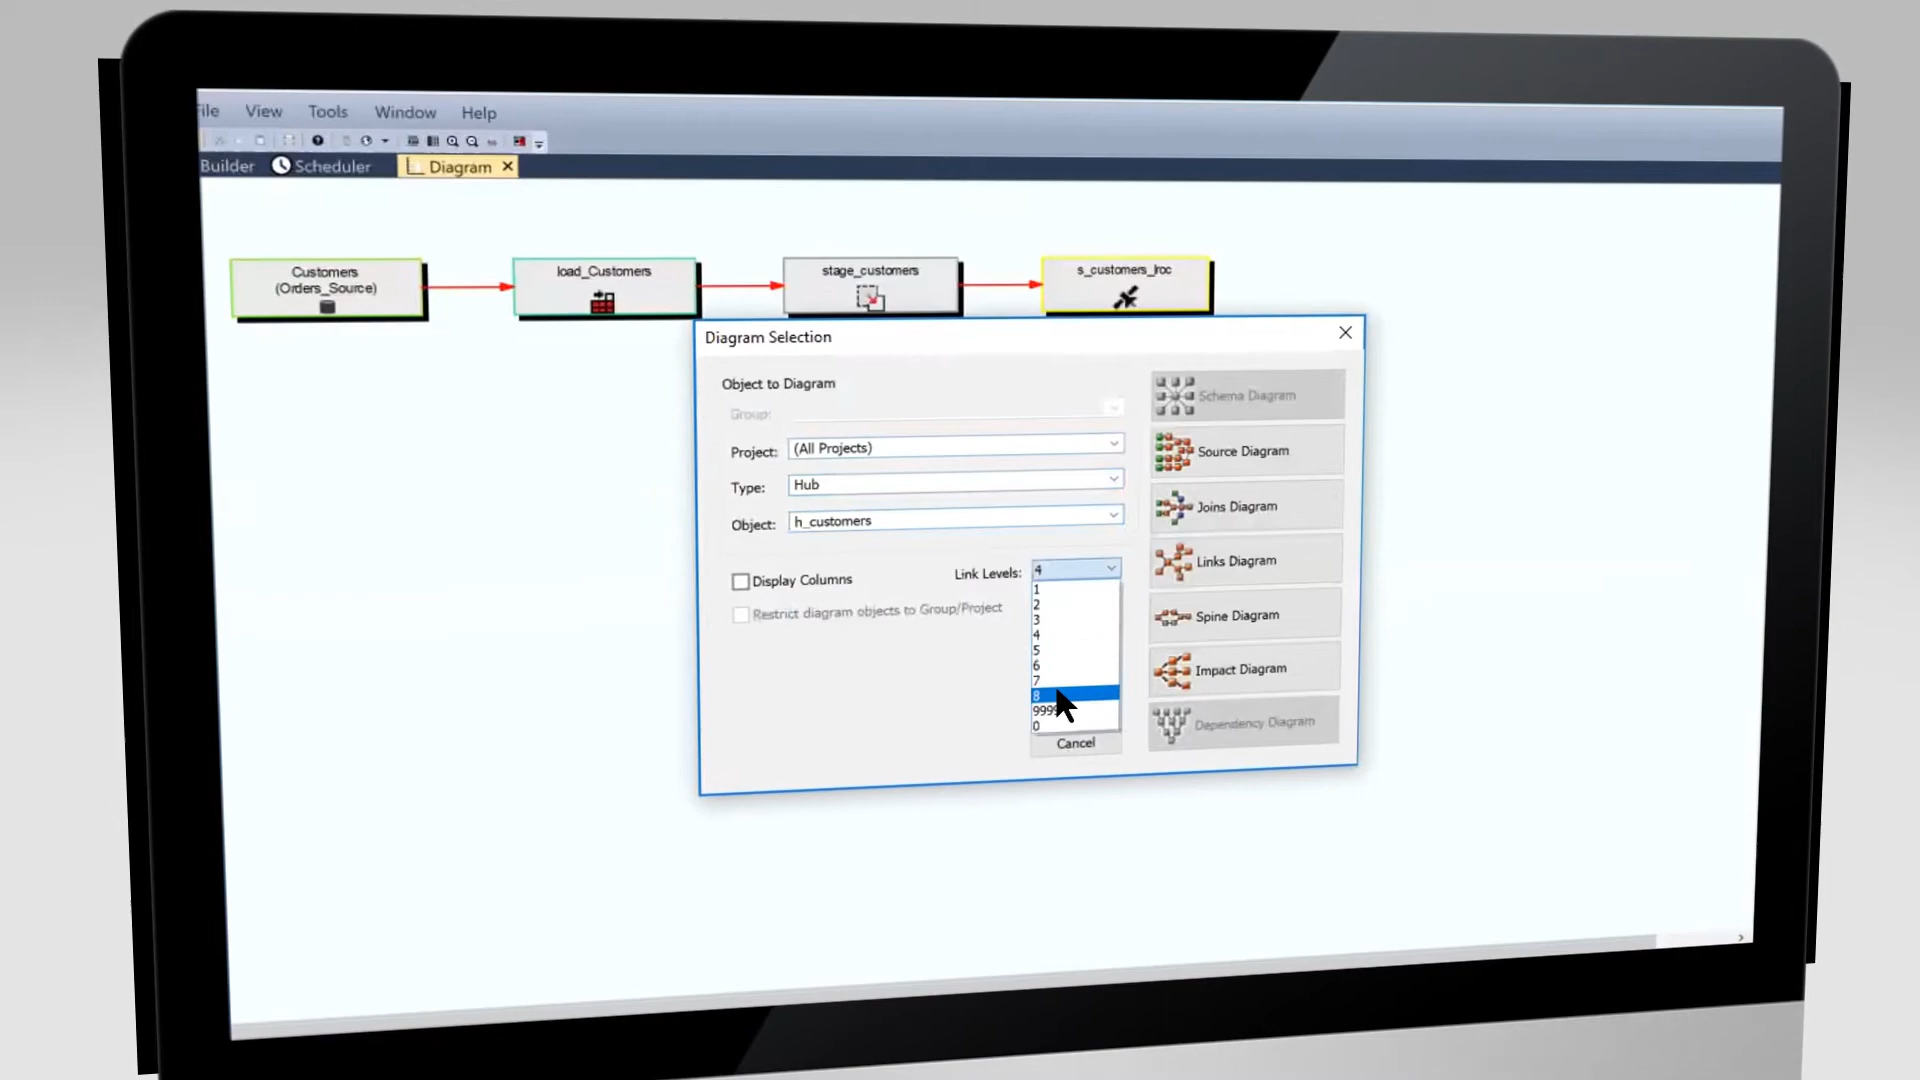 File View Tools Window Help
Builder Scheduler Diagram
Customers
(Orders_Source)
load_Customers
stage_customers
s_customers_lroc
Diagram Selection
Object to Diagram
Group:
Project: (All Projects)
Type: Hub
Object: h_customers
Display Columns
Link Levels: 4
Restrict diagram objects to Group/Project
1
2
3
4
5
6
7
8
0
Cancel
Schema Diagram
Source Diagram
Joins Diagram
Links Diagram
Spine Diagram
Impact Diagram
Dependency Diagram